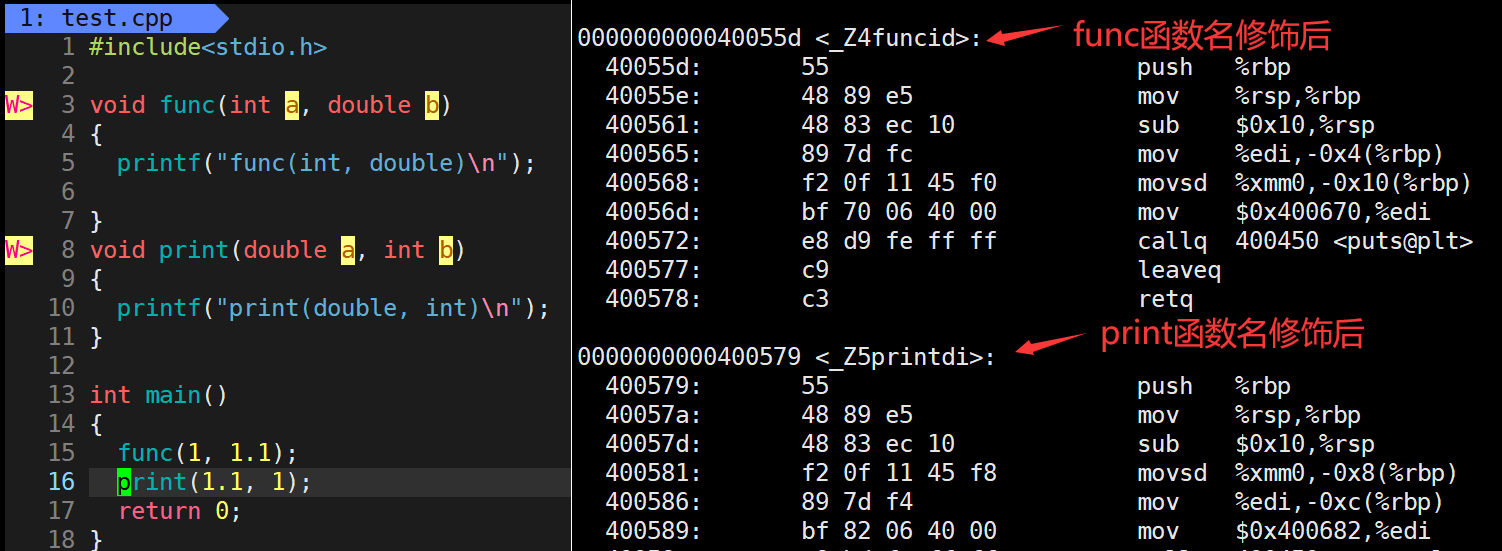 1: test.cpp
1 #include<stdio.h>
2
W> 3 void func(int a, double b)
4 {
5   printf("func(int, double)\n");
6
7 }
W> 8 void print(double a, int b)
9 {
10   printf("print(double, int)\n");
11 }
12
13 int main()
14 {
15   func(1, 1.1);
16   print(1.1, 1);
17   return 0;
18 }
000000000040055d <_Z4funcid>: func函数名修饰后
40055d: 55 push %rbp
40055e: 48 89 e5 mov %rsp,%rbp
400561: 48 83 ec 10 sub $0x10,%rsp
400565: 89 7d fc mov %edi,-0x4(%rbp)
400568: f2 0f 11 45 f0 movsd %xmm0,-0x10(%rbp)
40056d: bf 70 06 40 00 mov $0x400670,%edi
400572: e8 d9 fe ff ff callq 400450 <puts@plt>
400577: c9 leaveq
400578: c3 retq
print函数名修饰后
0000000000400579 <_Z5printdi>:
400579: 55 push %rbp
40057a: 48 89 e5 mov %rsp,%rbp
40057d: 48 83 ec 10 sub $0x10,%rsp
400581: f2 0f 11 45 f8 movsd %xmm0,-0x8(%rbp)
400586: 89 7d f4 mov %edi,-0xc(%rbp)
400589: bf 82 06 40 00 mov $0x400682,%edi